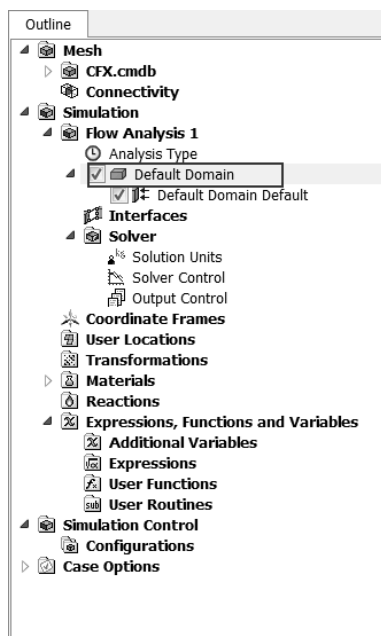 Outline
Mesh
CFX.cmdb
Connectivity
Simulation
Flow Analysis 1
Analysis Type
Default Domain
Default Domain Default
Interfaces
Solver
Solution Units
Solver Control
Output Control
Coordinate Frames
User Locations
Transformations
Materials
Reactions
Expressions, Functions and Variables
Additional Variables
Expressions
User Functions
sub User Routines
Simulation Control
Configurations
Case Options